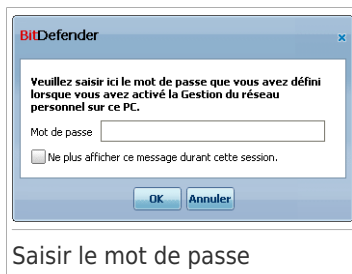 BitDefender
x
Veuillez saisir ici le mot de passe que vous avez défini
lorsque vous avez activé la Gestion du réseau
personnel sur ce PC.
Mot de passe
Ne plus afficher ce message durant cette session.
OK Annuler
Saisir le mot de passe